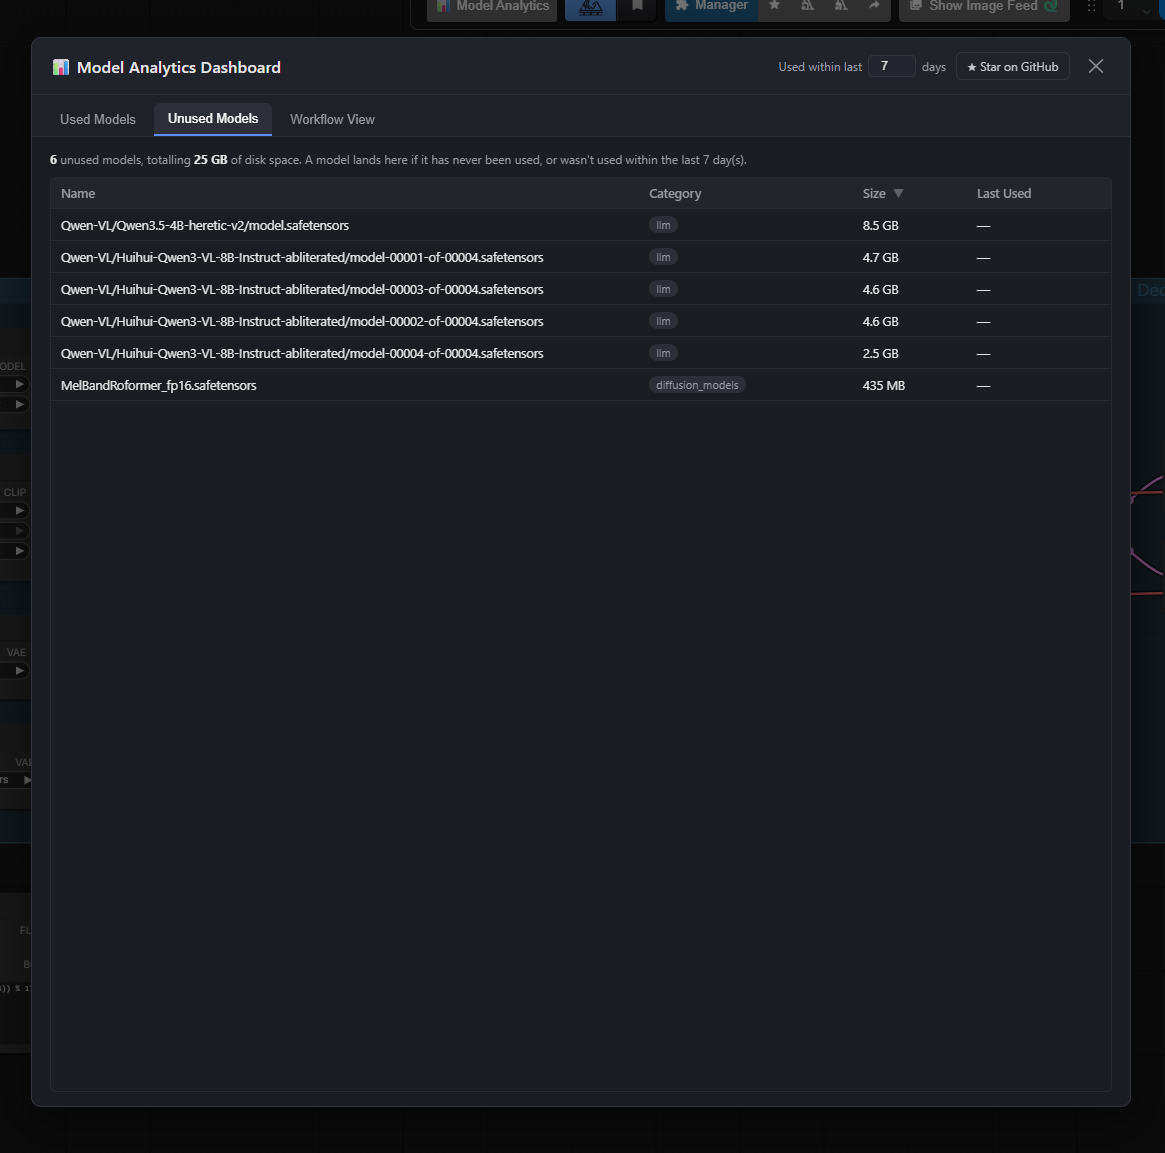 Model Analytics
Manager
Show Image Feed
1
Model Analytics Dashboard
Used within last 7 days
★ Star on GitHub
Used Models
Unused Models
Workflow View
6 unused models, totalling 25 GB of disk space. A model lands here if it has never been used, or wasn't used within the last 7 day(s).
Name Category Size ▼ Last Used
Qwen-VL/Qwen3.5-4B-heretic-v2/model.safetensors llm 8.5 GB —
Qwen-VL/Huihui-Qwen3-VL-8B-Instruct-abliterated/model-00001-of-00004.safetensors llm 4.7 GB —
Qwen-VL/Huihui-Qwen3-VL-8B-Instruct-abliterated/model-00003-of-00004.safetensors llm 4.6 GB —
Qwen-VL/Huihui-Qwen3-VL-8B-Instruct-abliterated/model-00002-of-00004.safetensors llm 4.6 GB —
Qwen-VL/Huihui-Qwen3-VL-8B-Instruct-abliterated/model-00004-of-00004.safetensors llm 2.5 GB —
MelBandRoformer_fp16.safetensors diffusion_models 435 MB —
ODEL
CLIP
VAE